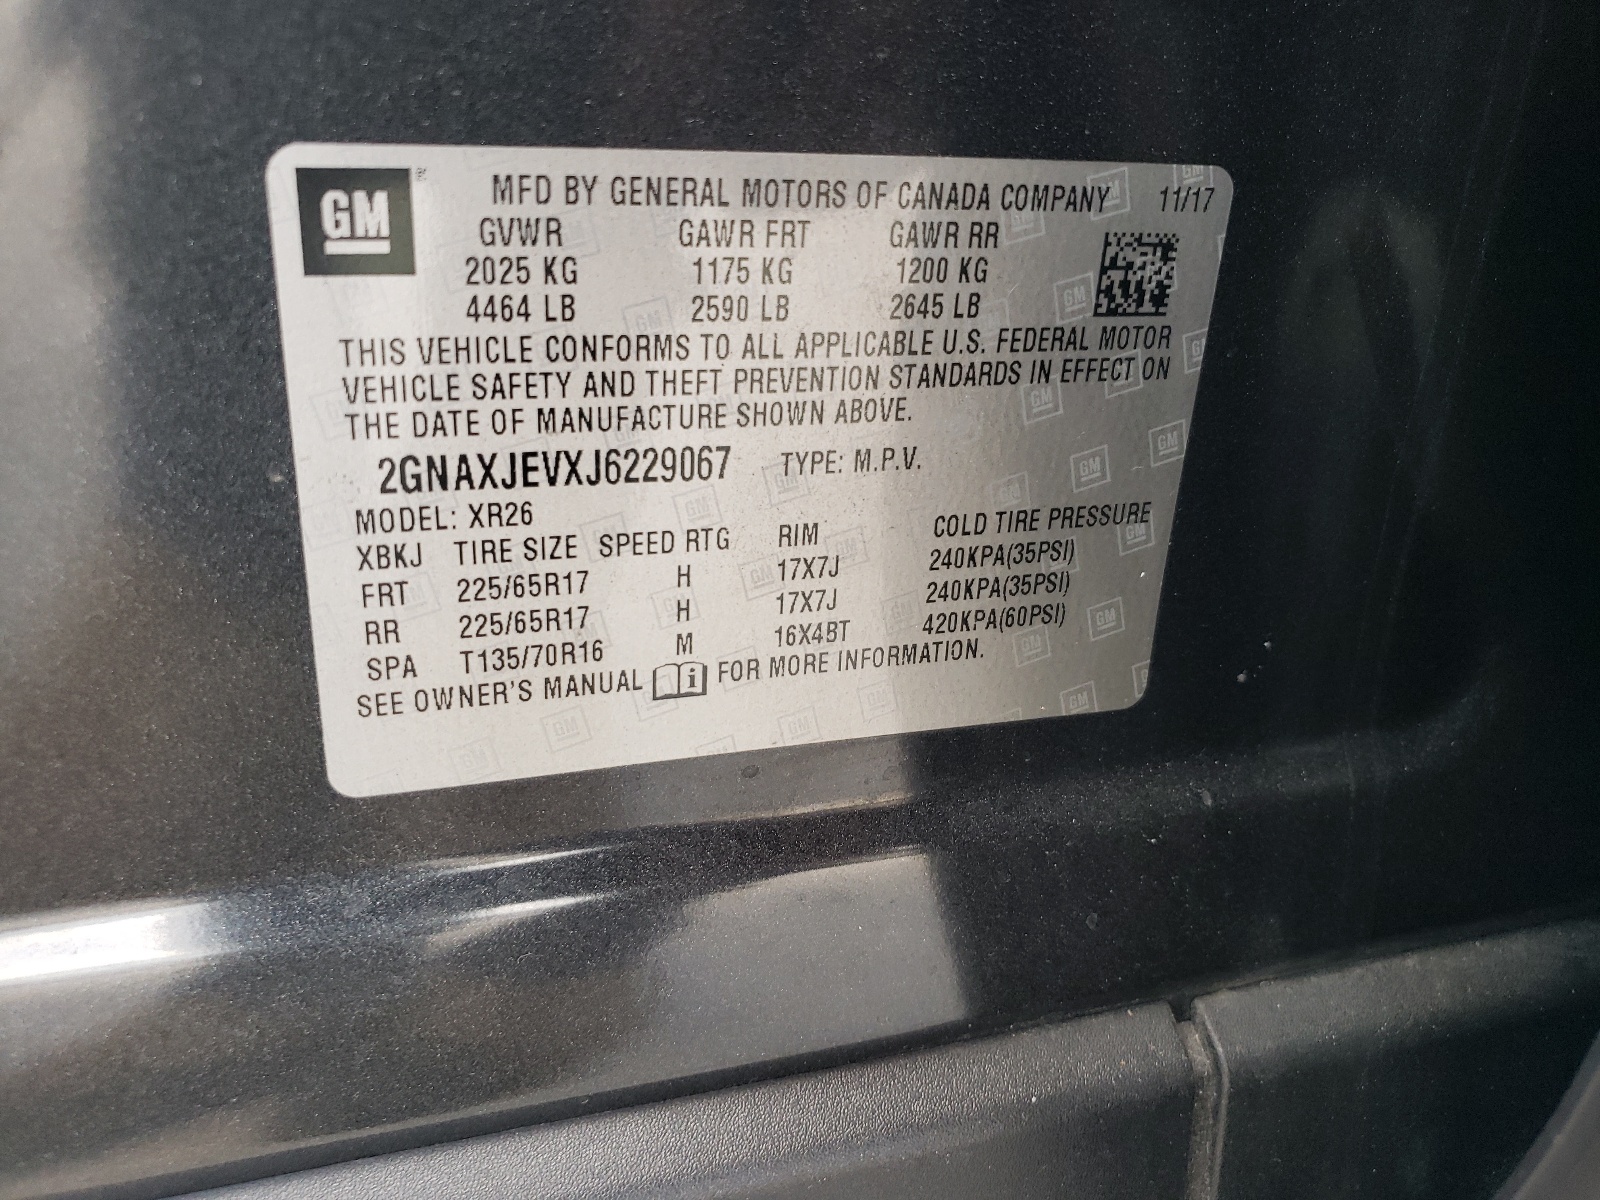 GM
MFD BY GENERAL MOTORS OF CANADA COMPANY 11/17
GVWR GAWR FRT GAWR RR
2025 KG 1175 KG 1200 KG
4464 LB 2590 LB 2645 LB
THIS VEHICLE CONFORMS TO ALL APPLICABLE U.S. FEDERAL MOTOR
VEHICLE SAFETY AND THEFT PREVENTION STANDARDS IN EFFECT ON
THE DATE OF MANUFACTURE SHOWN ABOVE.
2GNAXJEVXJ6229067 TYPE: M.P.V.
MODEL: XR26
XBKJ TIRE SIZE SPEED RTG RIM COLD TIRE PRESSURE
FRT 225/65R17 H 17X7J 240KPA(35PSI)
RR 225/65R17 H 17X7J 240KPA(35PSI)
SPA T135/70R16 M 16X4BT 420KPA(60PSI)
SEE OWNER'S MANUAL i FOR MORE INFORMATION.